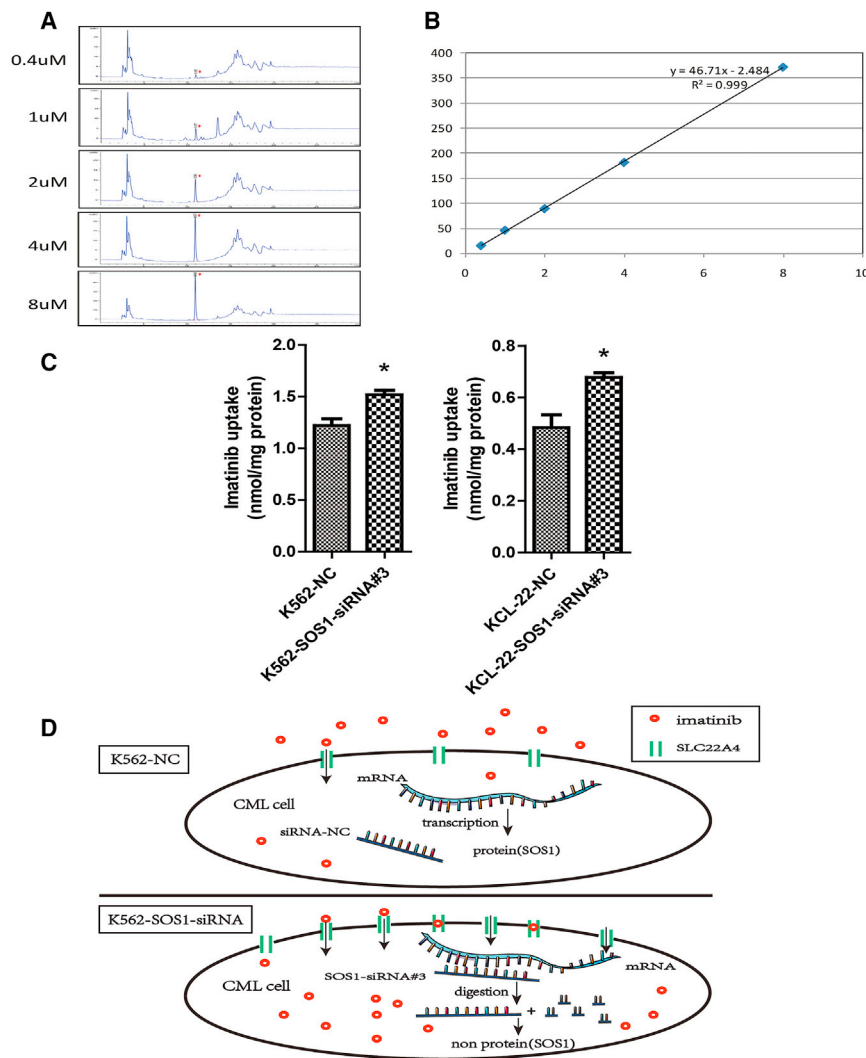 A
0.4uM
1uM
2uM
4uM
8uM
B
400
350
300
250
200
150
100
50
0
0 2 4 6 8 10
y = 46.71x - 2.484
R² = 0.999
C
Imatinib uptake
(nmol/mg protein)
2.0
1.5
1.0
0.5
0.0
*
K562-NC
K562-SOS1-siRNA#3
Imatinib uptake
(nmol/mg protein)
0.8
0.6
0.4
0.2
0.0
*
KCL-22-NC
KCL-22-SOS1-siRNA#3
D
imatinib
SLC22A4
K562-NC
CML cell
mRNA
transcription
siRNA-NC
protein(SOS1)
K562-SOS1-siRNA
CML cell
SOS1-siRNA#3
mRNA
digestion
+
non protein(SOS1)